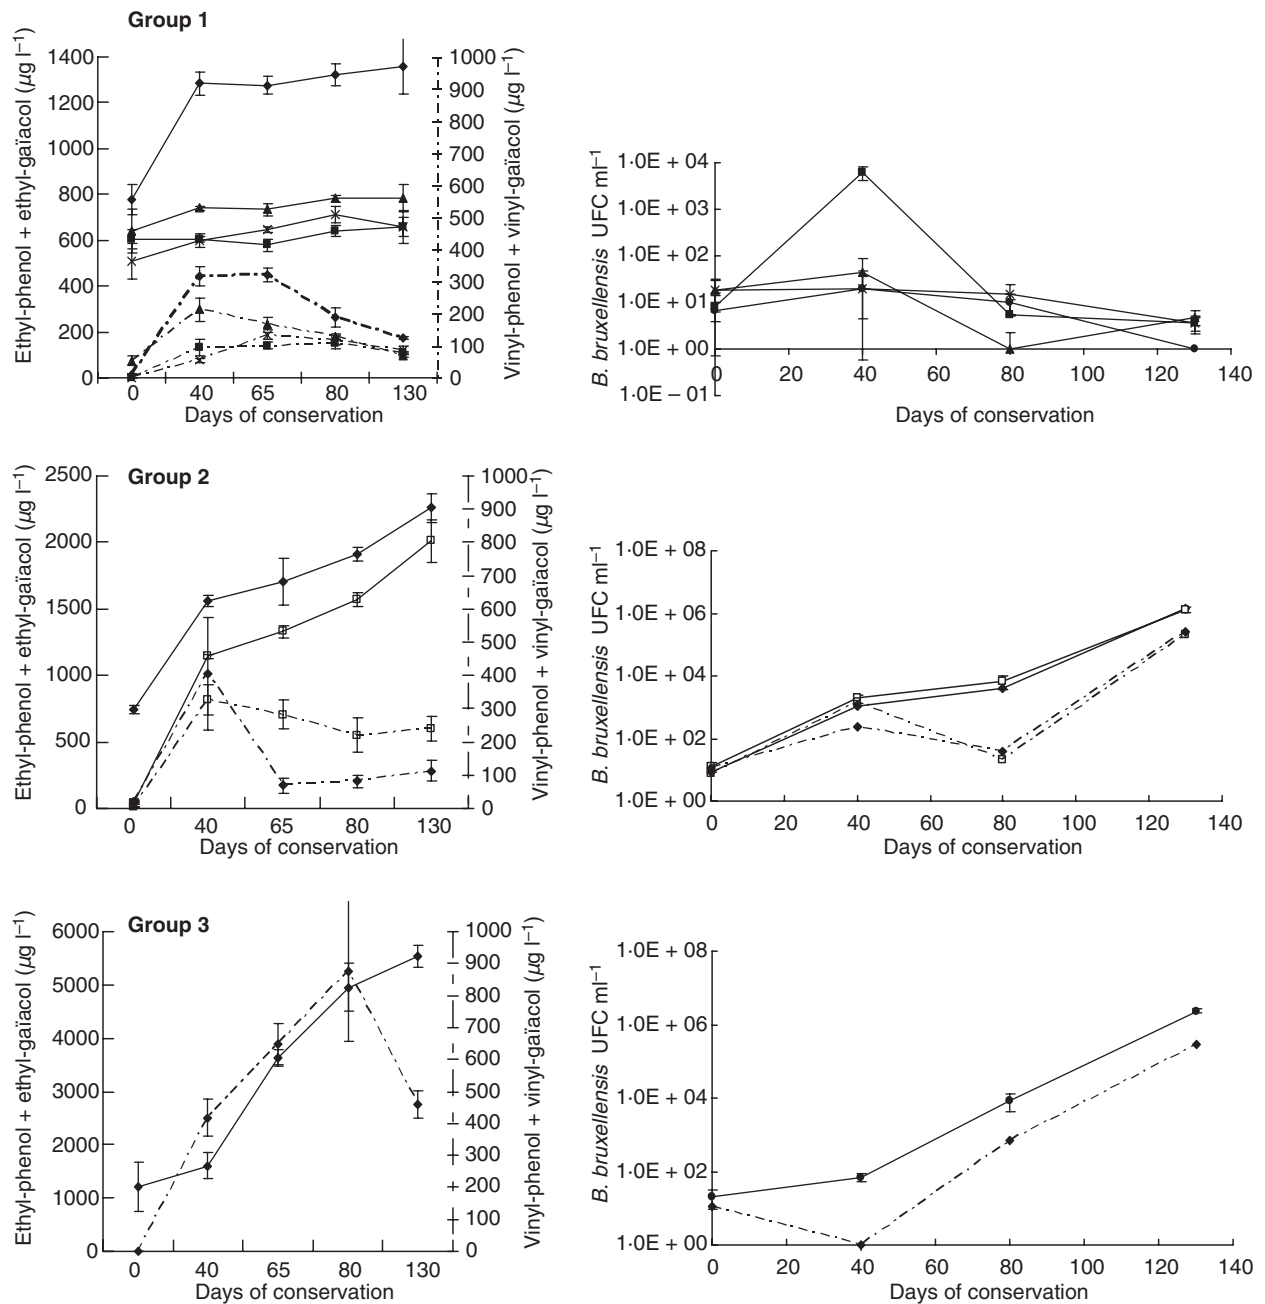 Group 1
Ethyl-phenol + ethyl-gaïacol (µg l⁻¹)
1400
1200
1000
800
600
400
200
0
1000
900
800
700
600
500
400
300
200
100
0
Vinyl-phenol + vinyl-gaïacol (µg l⁻¹)
0 40 65 80 130
Days of conservation
B. bruxellensis UFC ml⁻¹
1·0E + 04
1·0E + 03
1·0E + 02
1·0E + 01
1·0E + 00
1·0E – 01
0 20 40 60 80 100 120 140
Days of conservation
Group 2
Ethyl-phenol + ethyl-gaïacol (µg l⁻¹)
2500
2000
1500
1000
500
0
1000
900
800
700
600
500
400
300
200
100
0
Vinyl-phenol + vinyl-gaïacol (µg l⁻¹)
0 40 65 80 130
Days of conservation
B. bruxellensis UFC ml⁻¹
1·0E + 08
1·0E + 06
1·0E + 04
1·0E + 02
1·0E + 00
0 20 40 60 80 100 120 140
Days of conservation
Group 3
Ethyl-phenol + ethyl-gaïacol (µg l⁻¹)
6000
5000
4000
3000
2000
1000
0
1000
900
800
700
600
500
400
300
200
100
0
Vinyl-phenol + vinyl-gaïacol (µg l⁻¹)
0 40 65 80 130
Days of conservation
B. bruxellensis UFC ml⁻¹
1·0E + 08
1·0E + 06
1·0E + 04
1·0E + 02
1·0E + 00
0 20 40 60 80 100 120 140
Days of conservation